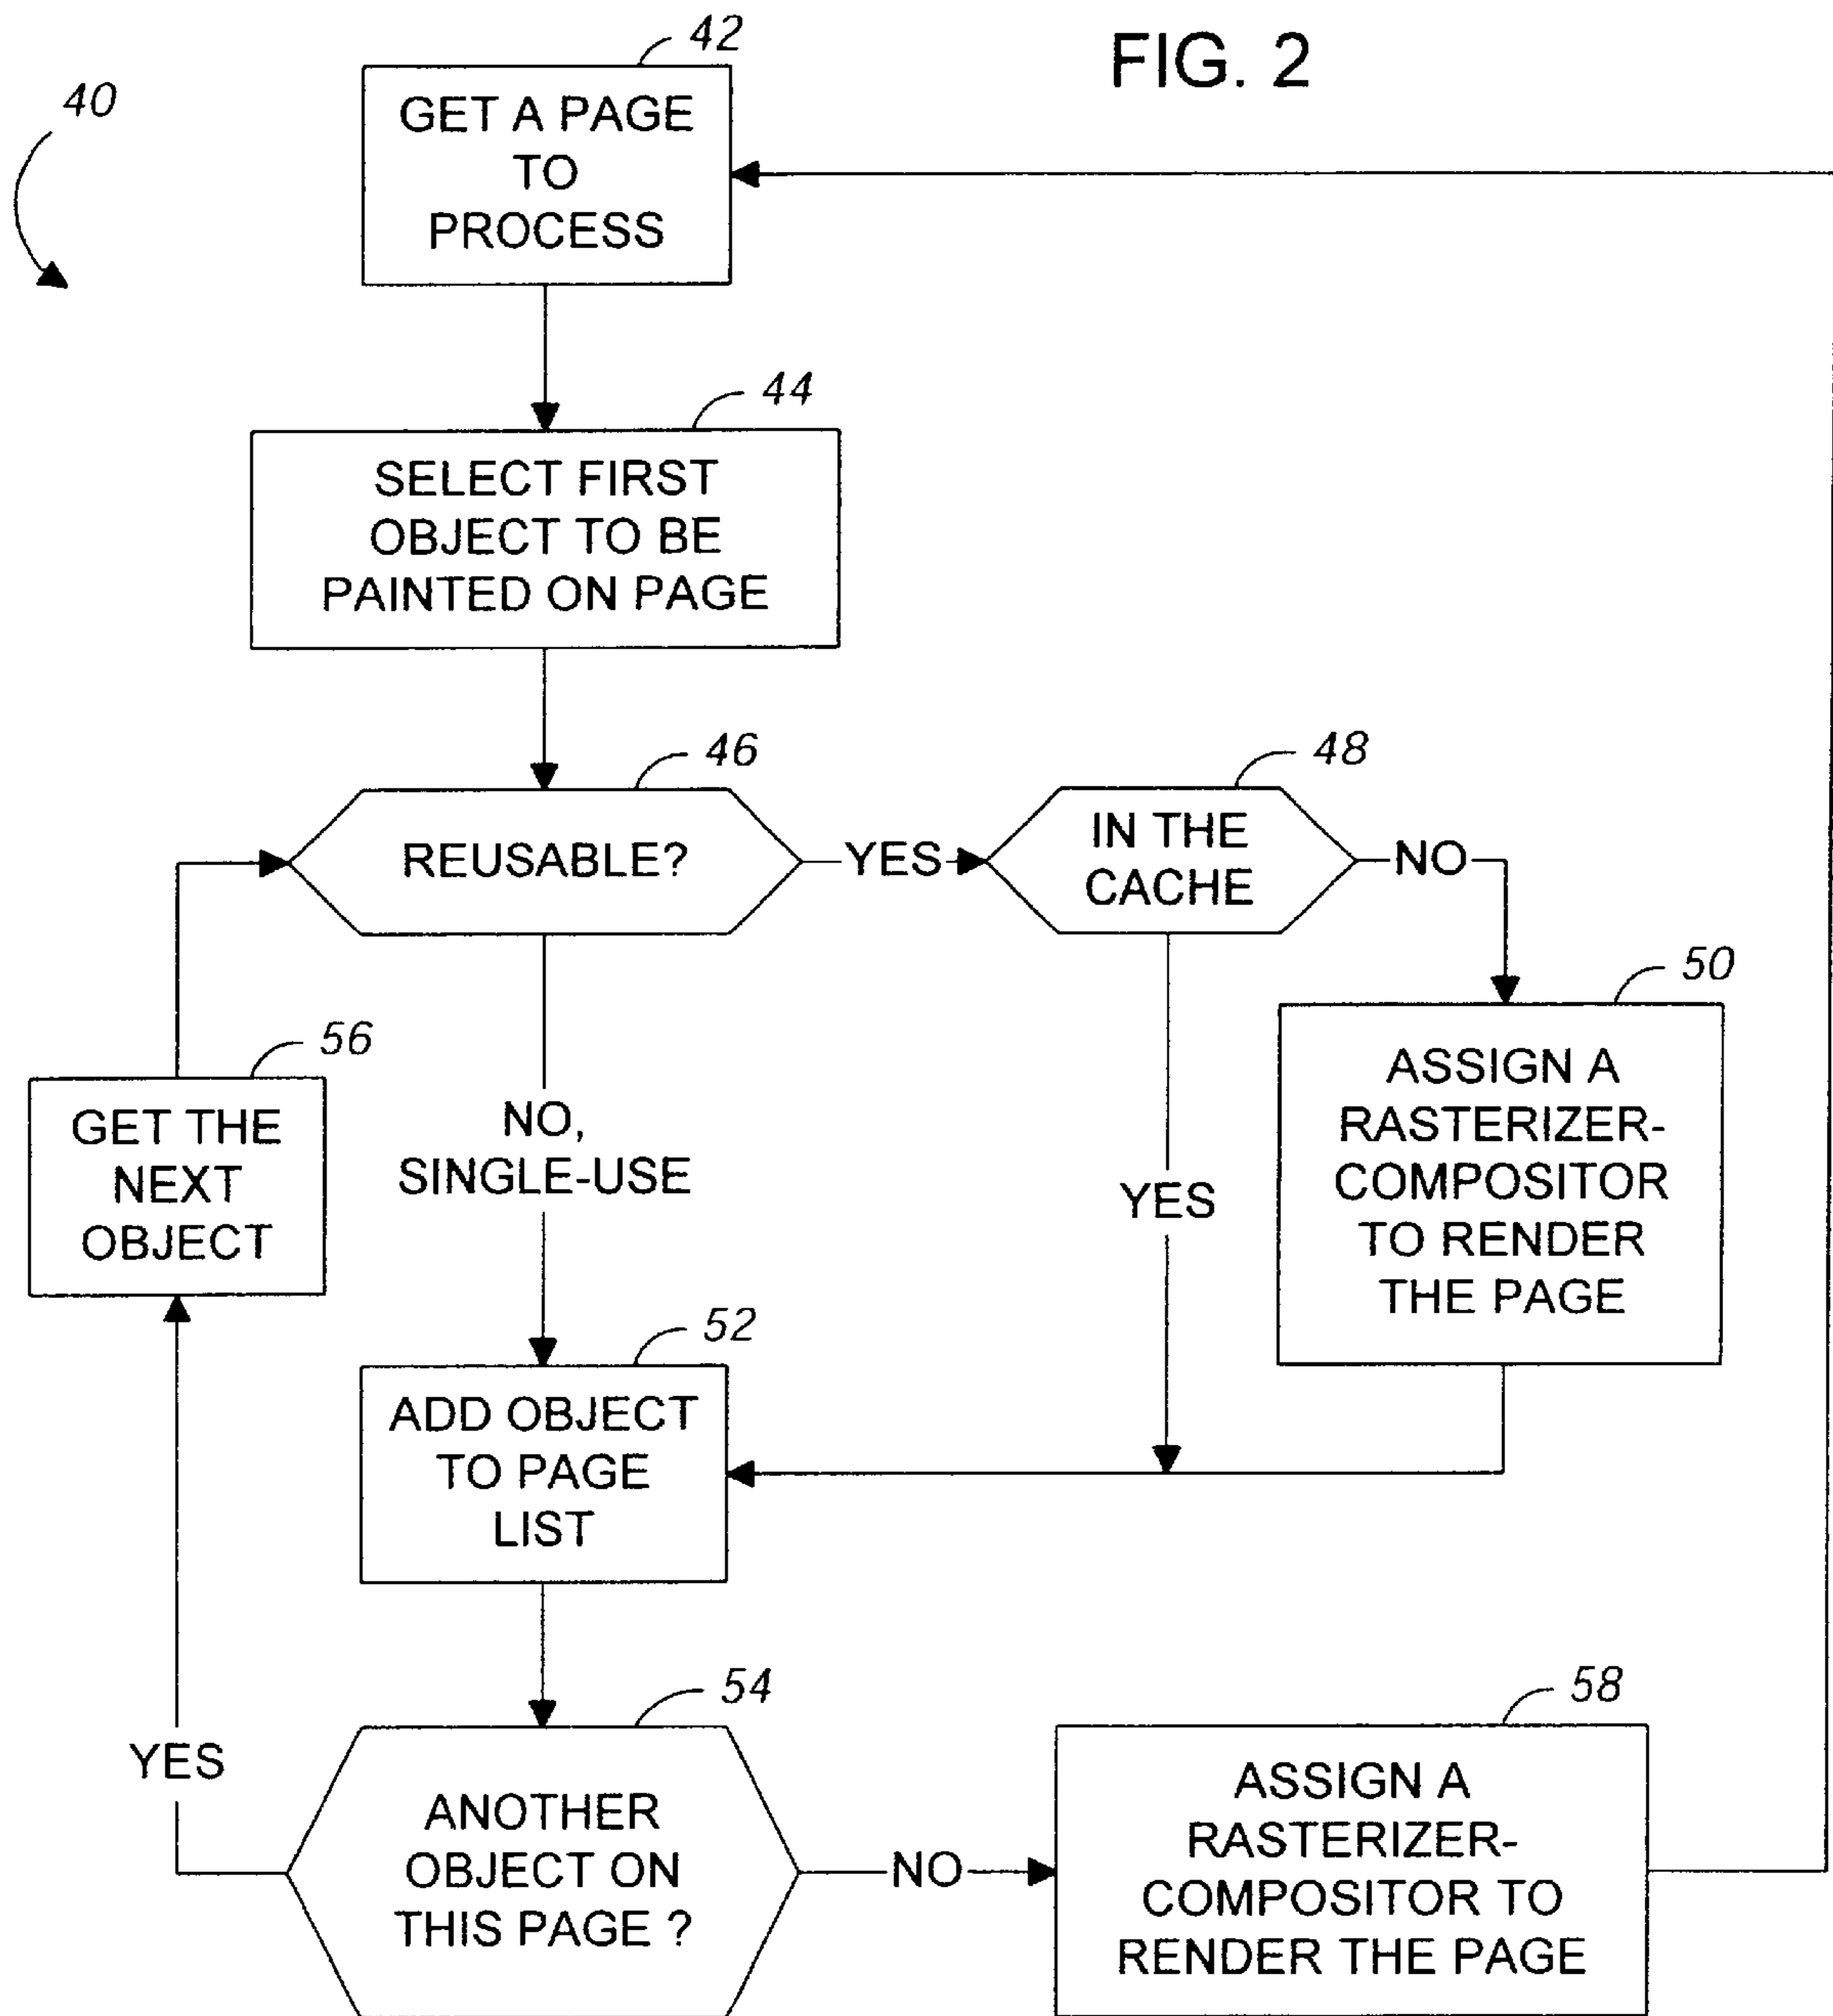 FIG. 2
40
42
GET A PAGE
TO
PROCESS
44
SELECT FIRST
OBJECT TO BE
PAINTED ON PAGE
46
REUSABLE?
YES
48
IN THE
CACHE
NO
50
ASSIGN A
RASTERIZER-
COMPOSITOR
TO RENDER
THE PAGE
YES
NO,
SINGLE-USE
56
GET THE
NEXT
OBJECT
52
ADD OBJECT
TO PAGE
LIST
54
ANOTHER
OBJECT ON
THIS PAGE ?
YES
NO
58
ASSIGN A
RASTERIZER-
COMPOSITOR TO
RENDER THE PAGE